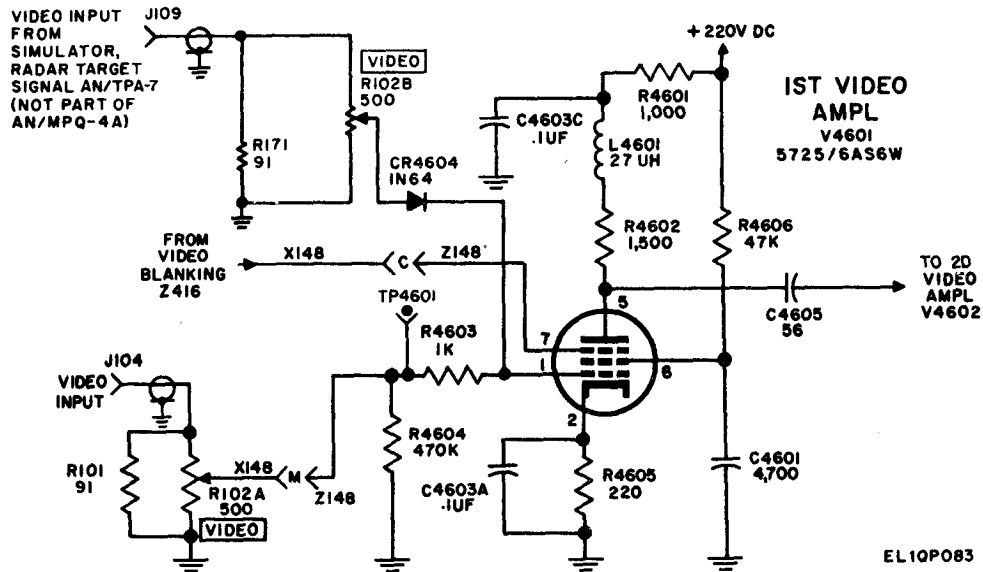 VIDEO INPUT
FROM
SIMULATOR,
RADAR TARGET
SIGNAL AN/TPA-7
(NOT PART OF
AN/MPQ-4A)
J109
VIDEO
R102B
500
R171
91
CR4604
1N64
+220V DC
R4601
1,000
C4603C
.1UF
L4601
27 UH
R4602
1,500
R4606
47K
1ST VIDEO
AMPL
V4601
5725/6AS6W
FROM
VIDEO
BLANKING
Z416
X148
C
Z148
TO 2D
VIDEO
AMPL
V4602
C4605
56
5
7
1
6
2
TP4601
R4603
1K
J104
VIDEO
INPUT
R101
91
X148
M
Z148
R102A
500
VIDEO
R4604
470K
C4603A
.1UF
R4605
220
C4601
4,700
EL1QP083